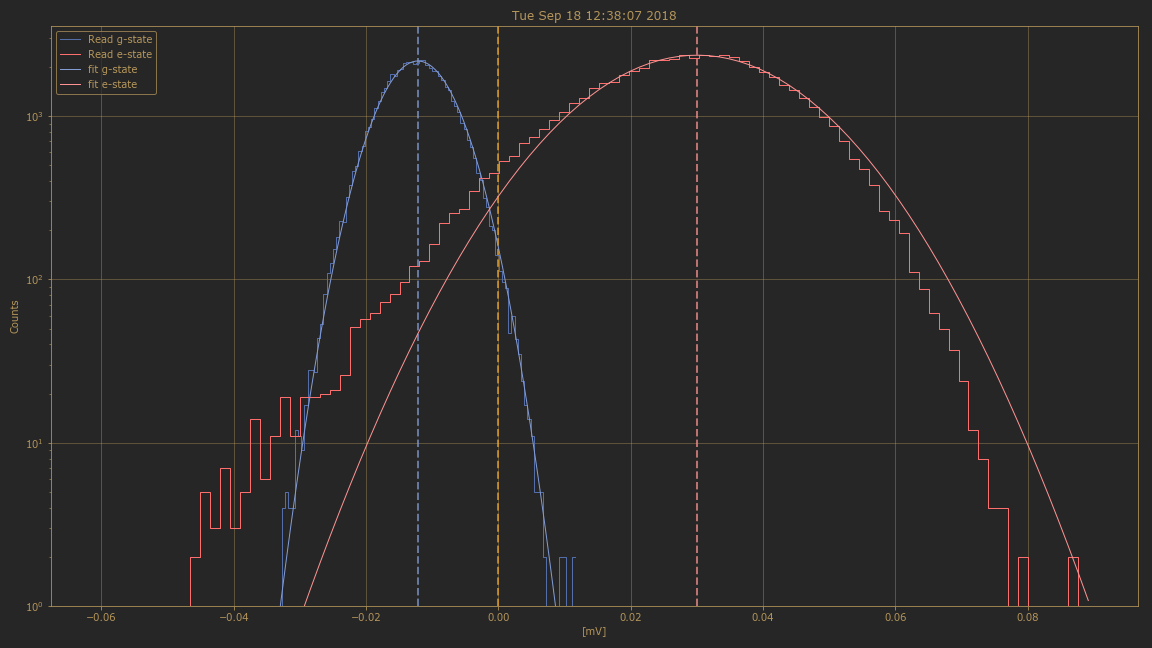 Tue Sep 18 12:38:07 2018
Read g-state
Read e-state
fit g-state
fit e-state
Counts
10³
10²
10¹
10⁰
−0.06 −0.04 −0.02 0.00 0.02 0.04 0.06 0.08
[mV]